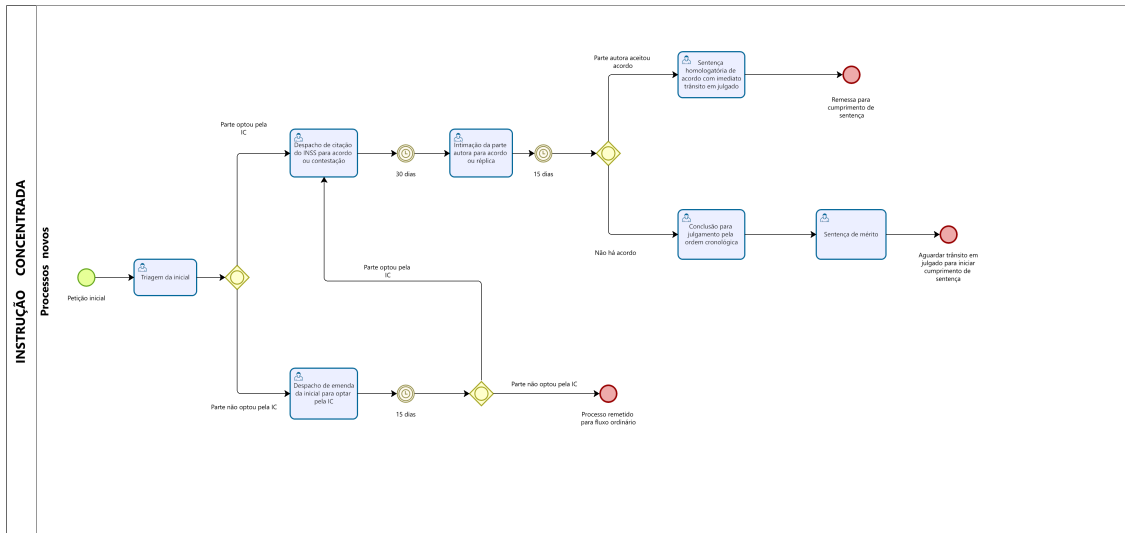 INSTRUÇÃO CONCENTRADA
Processos novos
Petição inicial
Triagem da inicial
Parte optou pela
IC
Despacho de citação
do INSS para acordo
ou contestação
30 dias
Intimação da parte
autora para acordo
ou réplica
15 dias
Parte autora aceitou
acordo
Sentença
homologatória de
acordo com imediato
trânsito em julgado
Remessa para
cumprimento de
sentença
Não há acordo
Conclusão para
julgamento pela
ordem cronológica
Sentença de mérito
Aguardar trânsito em
julgado para iniciar
cumprimento de
sentença
Parte optou pela
IC
Parte não optou pela IC
Despacho de emenda
da inicial para optar
pela IC
15 dias
Parte não optou pela IC
Processo remetido
para fluxo ordinário